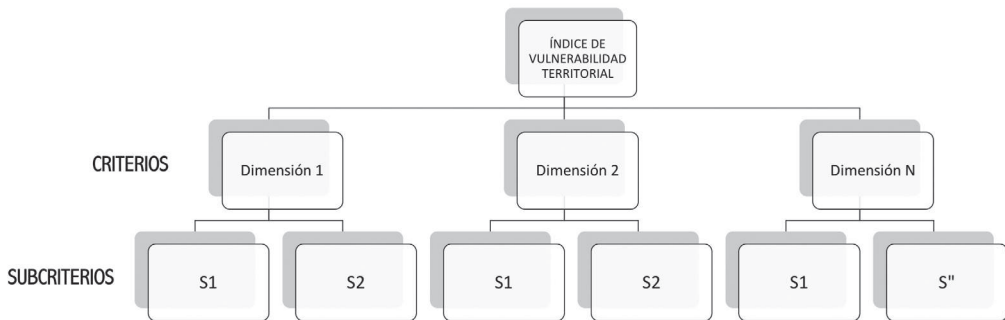 ÍNDICE DE
VULNERABILIDAD
TERRITORIAL
CRITERIOS
Dimensión 1
Dimensión 2
Dimensión N
SUBCRITERIOS
S1
S2
S1
S2
S1
S"